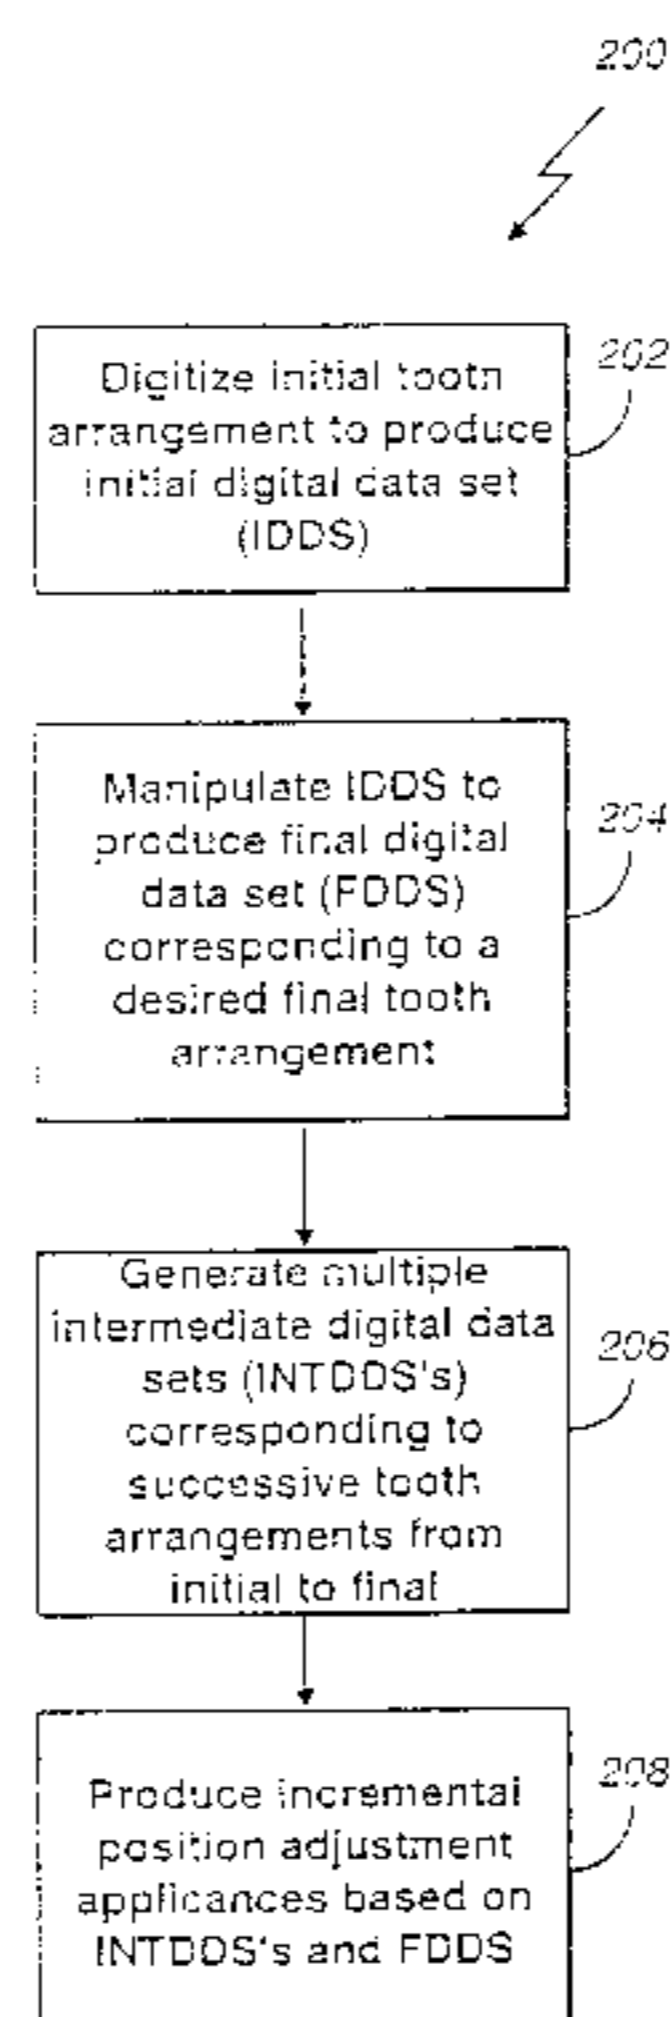 200
Digitize initial tooth
arrangement to produce
initial digital data set
(IDDS)
202
Manipulate IDDS to
produce final digital
data set (FDDS)
corresponding to a
desired final tooth
arrangement
204
Generate multiple
intermediate digital data
sets (INTDDS's)
corresponding to
successive tooth
arrangements from
initial to final
206
Produce incremental
position adjustment
applicances based on
INTDDS's and FDDS
208